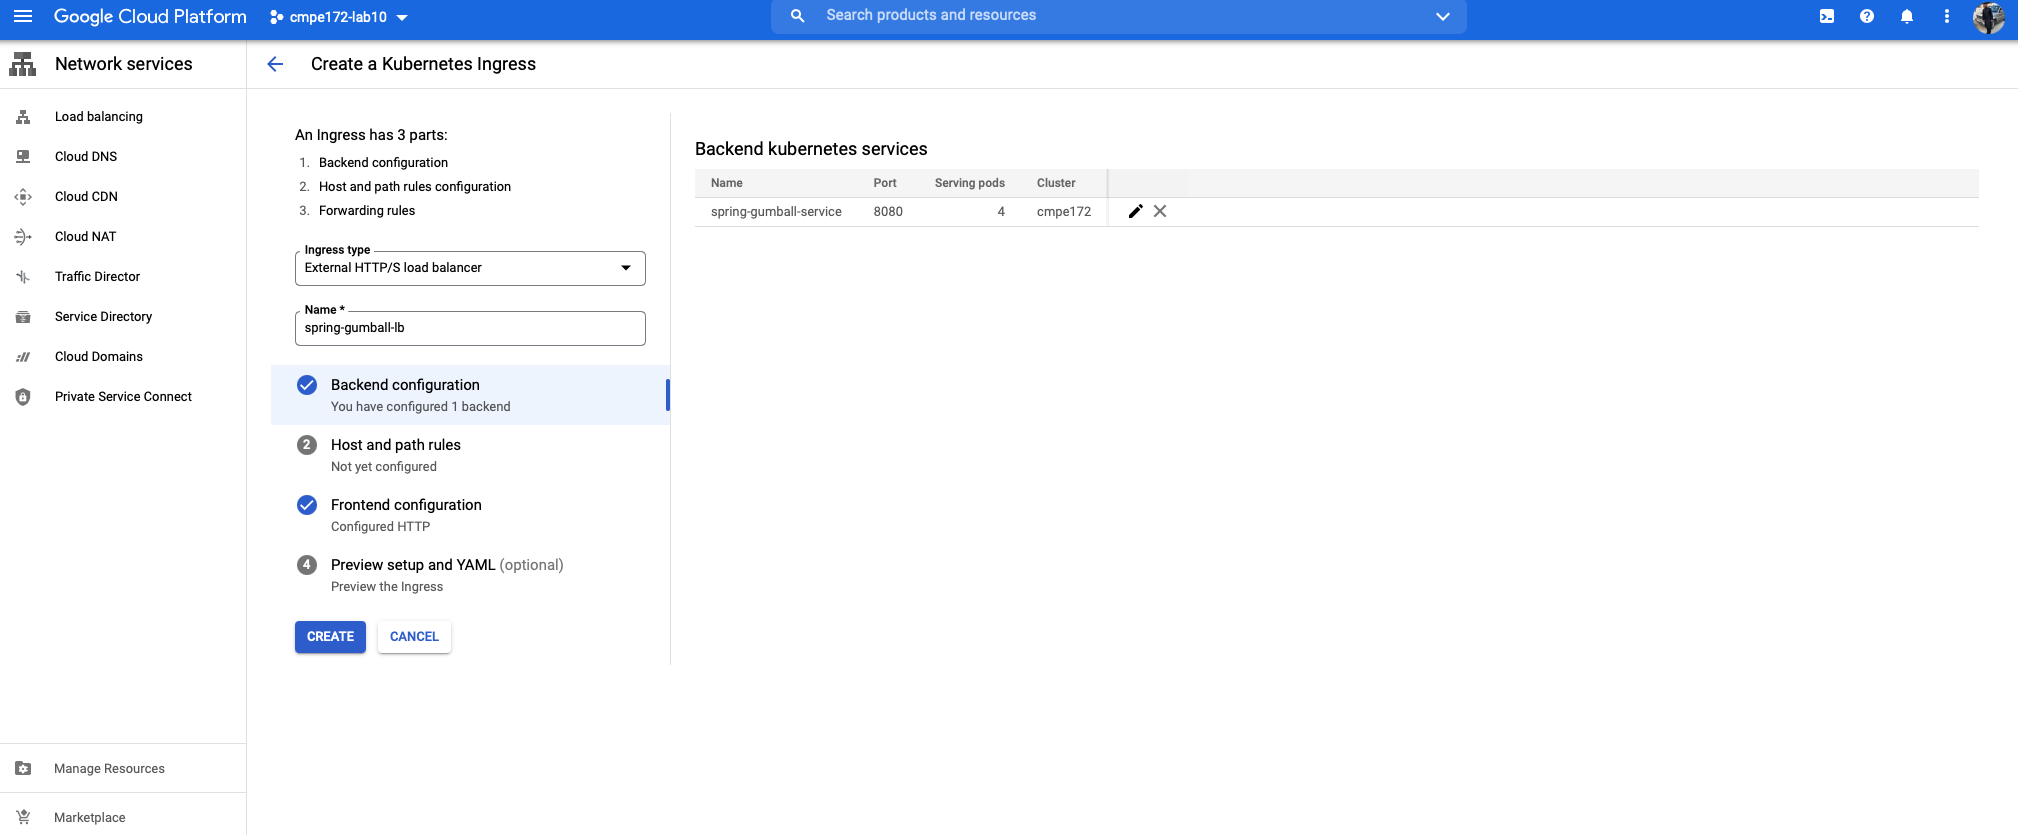 Google Cloud Platform
cmpe172-lab10
Search products and resources
Network services
Create a Kubernetes Ingress
Load balancing
Cloud DNS
Cloud CDN
Cloud NAT
Traffic Director
Service Directory
Cloud Domains
Private Service Connect
Manage Resources
Marketplace
An Ingress has 3 parts:
1. Backend configuration
2. Host and path rules configuration
3. Forwarding rules
Ingress type
External HTTP/S load balancer
Name *
spring-gumball-lb
Backend configuration
You have configured 1 backend
2 Host and path rules
Not yet configured
Frontend configuration
Configured HTTP
4 Preview setup and YAML (optional)
Preview the Ingress
CREATE CANCEL
Backend kubernetes services
Name Port Serving pods Cluster
spring-gumball-service 8080 4 cmpe172